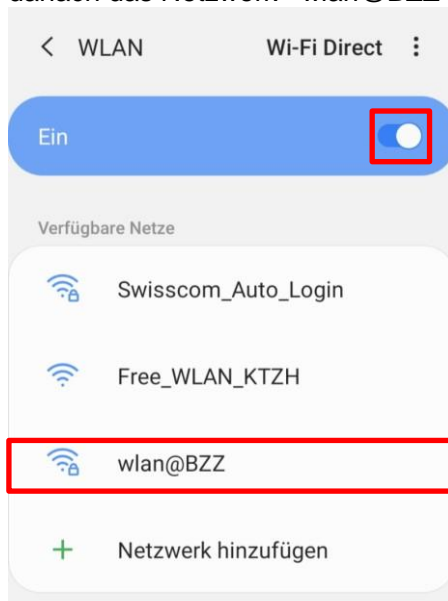 WLAN Wi-Fi Direct
Ein
Verfügbare Netze
Swisscom_Auto_Login
Free_WLAN_KTZH
wlan@BZZ
Netzwerk hinzufügen